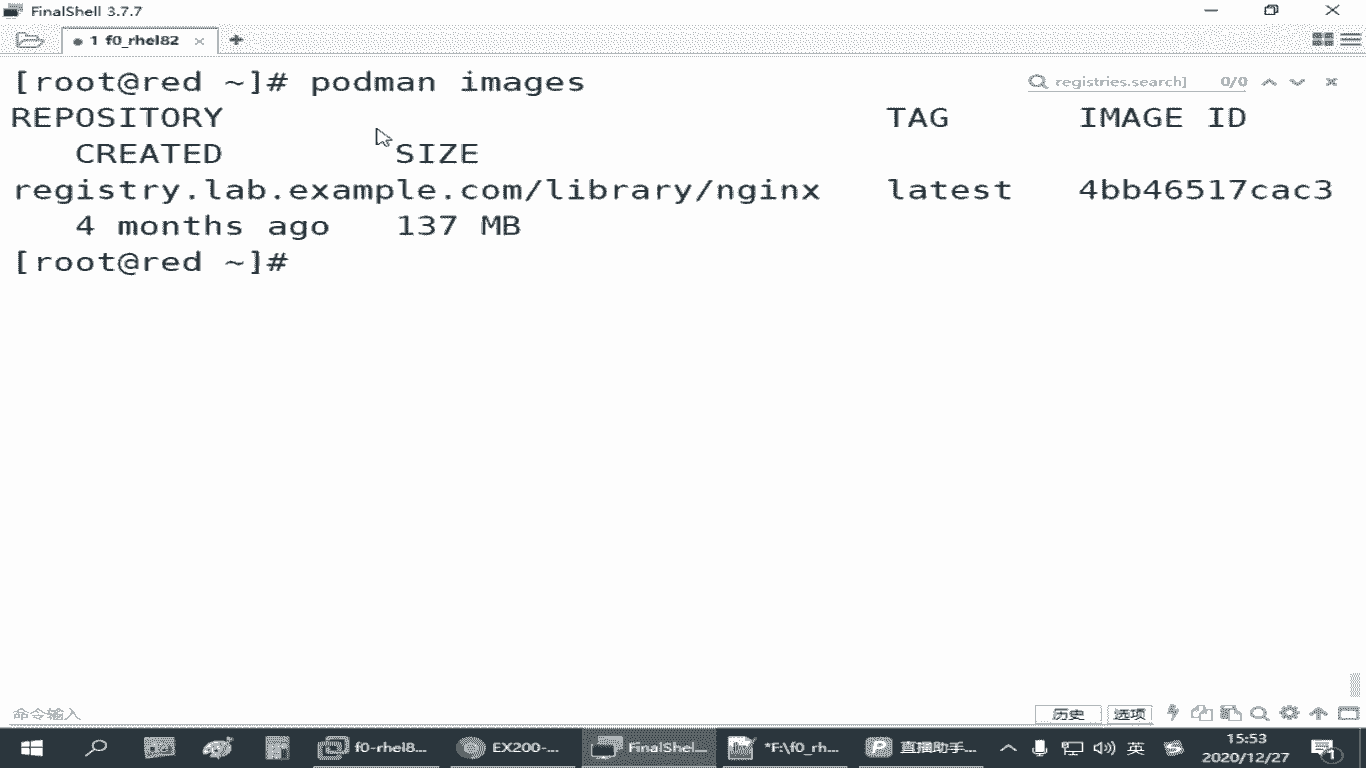 FinalShell 3.7.7
1 f0_rhel82
[root@red ~]# podman images
registries.search] 0/0
REPOSITORY TAG IMAGE ID
CREATED SIZE
registry.lab.example.com/library/nginx latest 4bb46517cac3
4 months ago 137 MB
[root@red ~]#
命令输入 历史 选项
f0-rhel8... EX200-... FinalShel... *F:\f0_rh... 直播助手... 英 15:53
2020/12/27 1